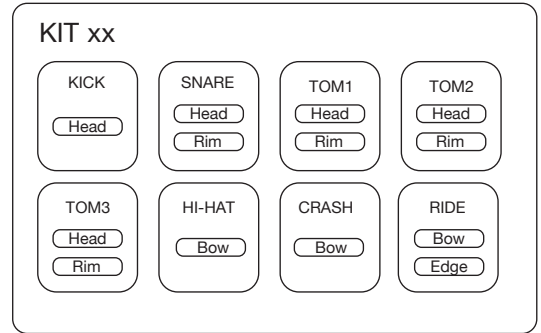 KIT xx
KICK
Head
SNARE
Head
Rim
TOM1
Head
Rim
TOM2
Head
Rim
TOM3
Head
Rim
HI-HAT
Bow
CRASH
Bow
RIDE
Bow
Edge